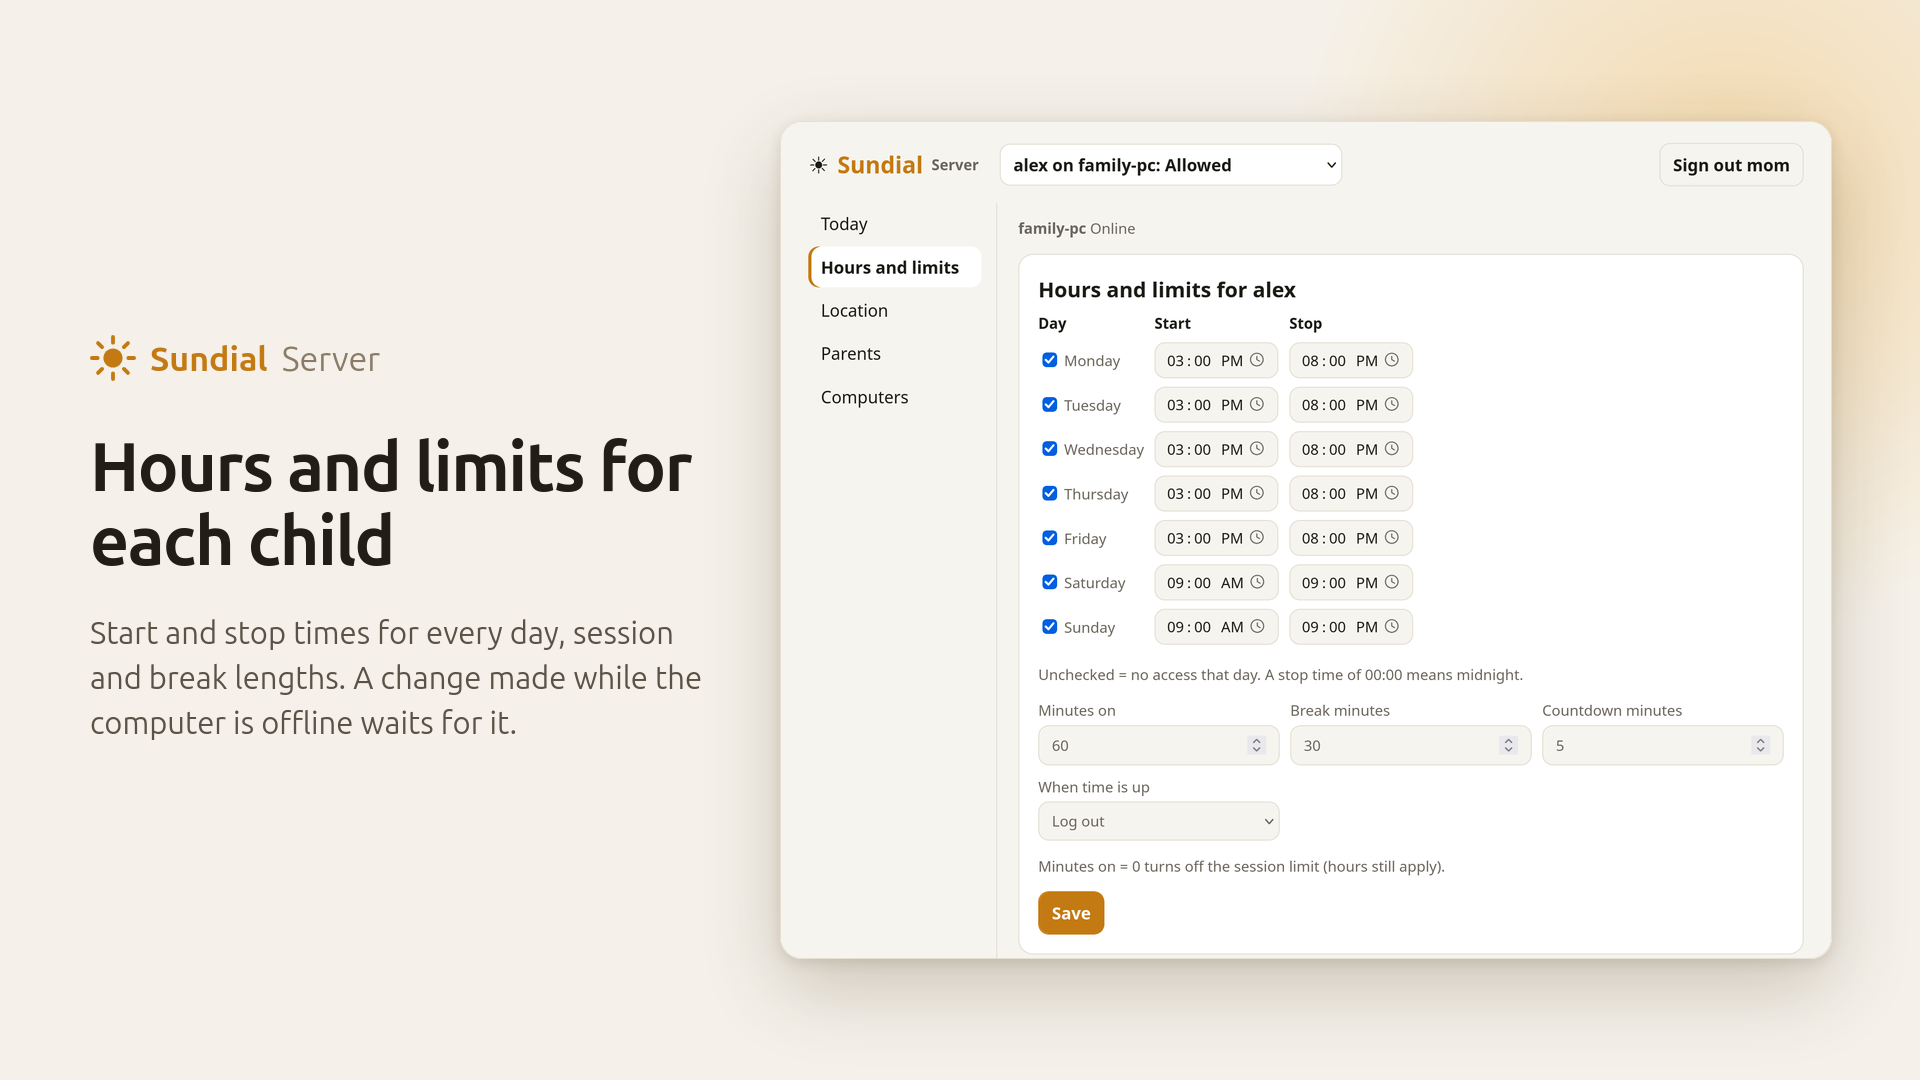 Sundial Server
Hours and limits for
each child
Start and stop times for every day, session
and break lengths. A change made while the
computer is offline waits for it.
Sundial Server
alex on family-pc: Allowed
Sign out mom
Today
Hours and limits
Location
Parents
Computers
family-pc Online
Hours and limits for alex
Day Start Stop
Monday 03:00 PM 08:00 PM
Tuesday 03:00 PM 08:00 PM
Wednesday 03:00 PM 08:00 PM
Thursday 03:00 PM 08:00 PM
Friday 03:00 PM 08:00 PM
Saturday 09:00 AM 09:00 PM
Sunday 09:00 AM 09:00 PM
Unchecked = no access that day. A stop time of 00:00 means midnight.
Minutes on Break minutes Countdown minutes
60 30 5
When time is up
Log out
Minutes on = 0 turns off the session limit (hours still apply).
Save